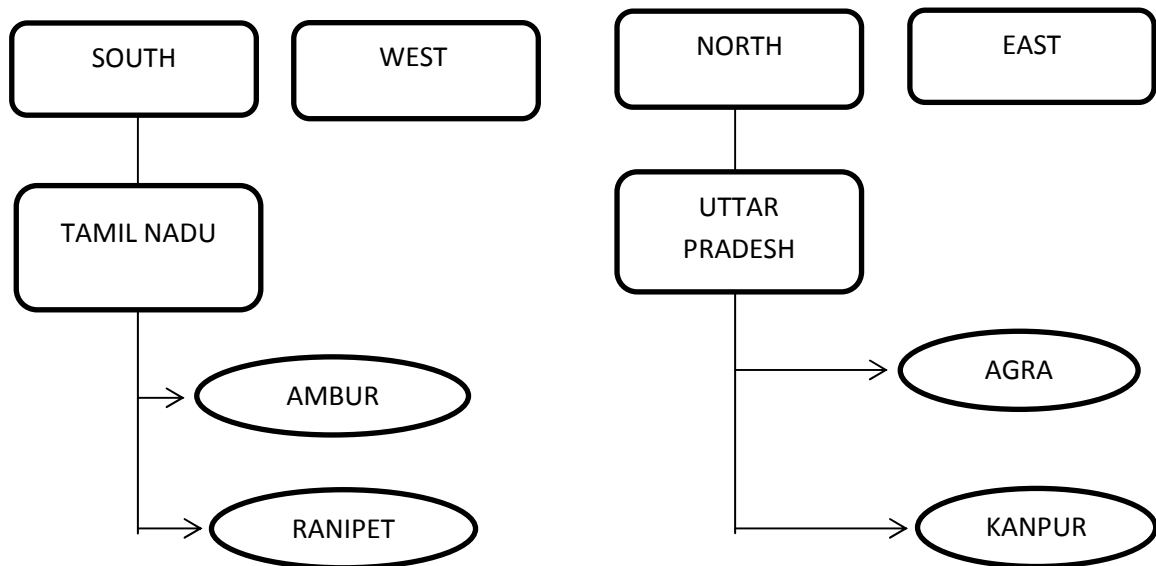 SOUTH
WEST
NORTH
EAST
TAMIL NADU
UTTAR
PRADESH
AMBUR
AGRA
RANIPET
KANPUR